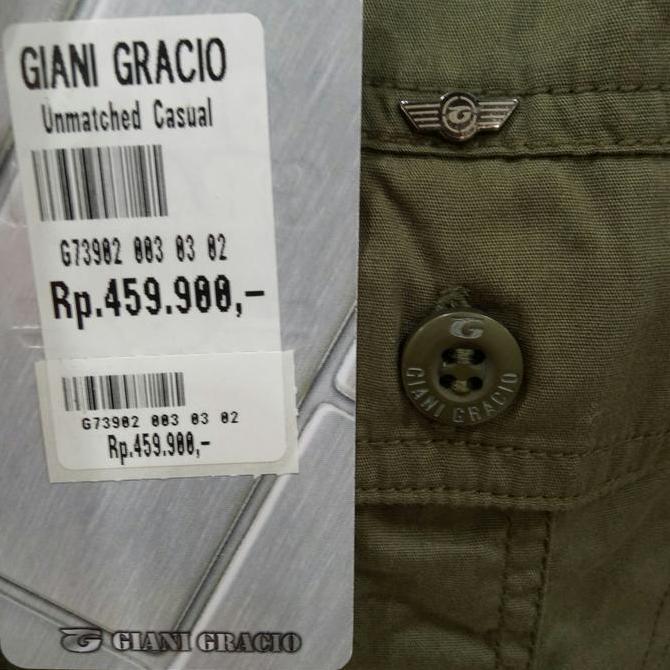 GIANI GRACIO
Unmatched Casual
G73902 003 03 02
Rp.459.900,-
G73902 003 03 02
Rp.459.900,-
GIANI GRACIO
G
GIANI GRACIO